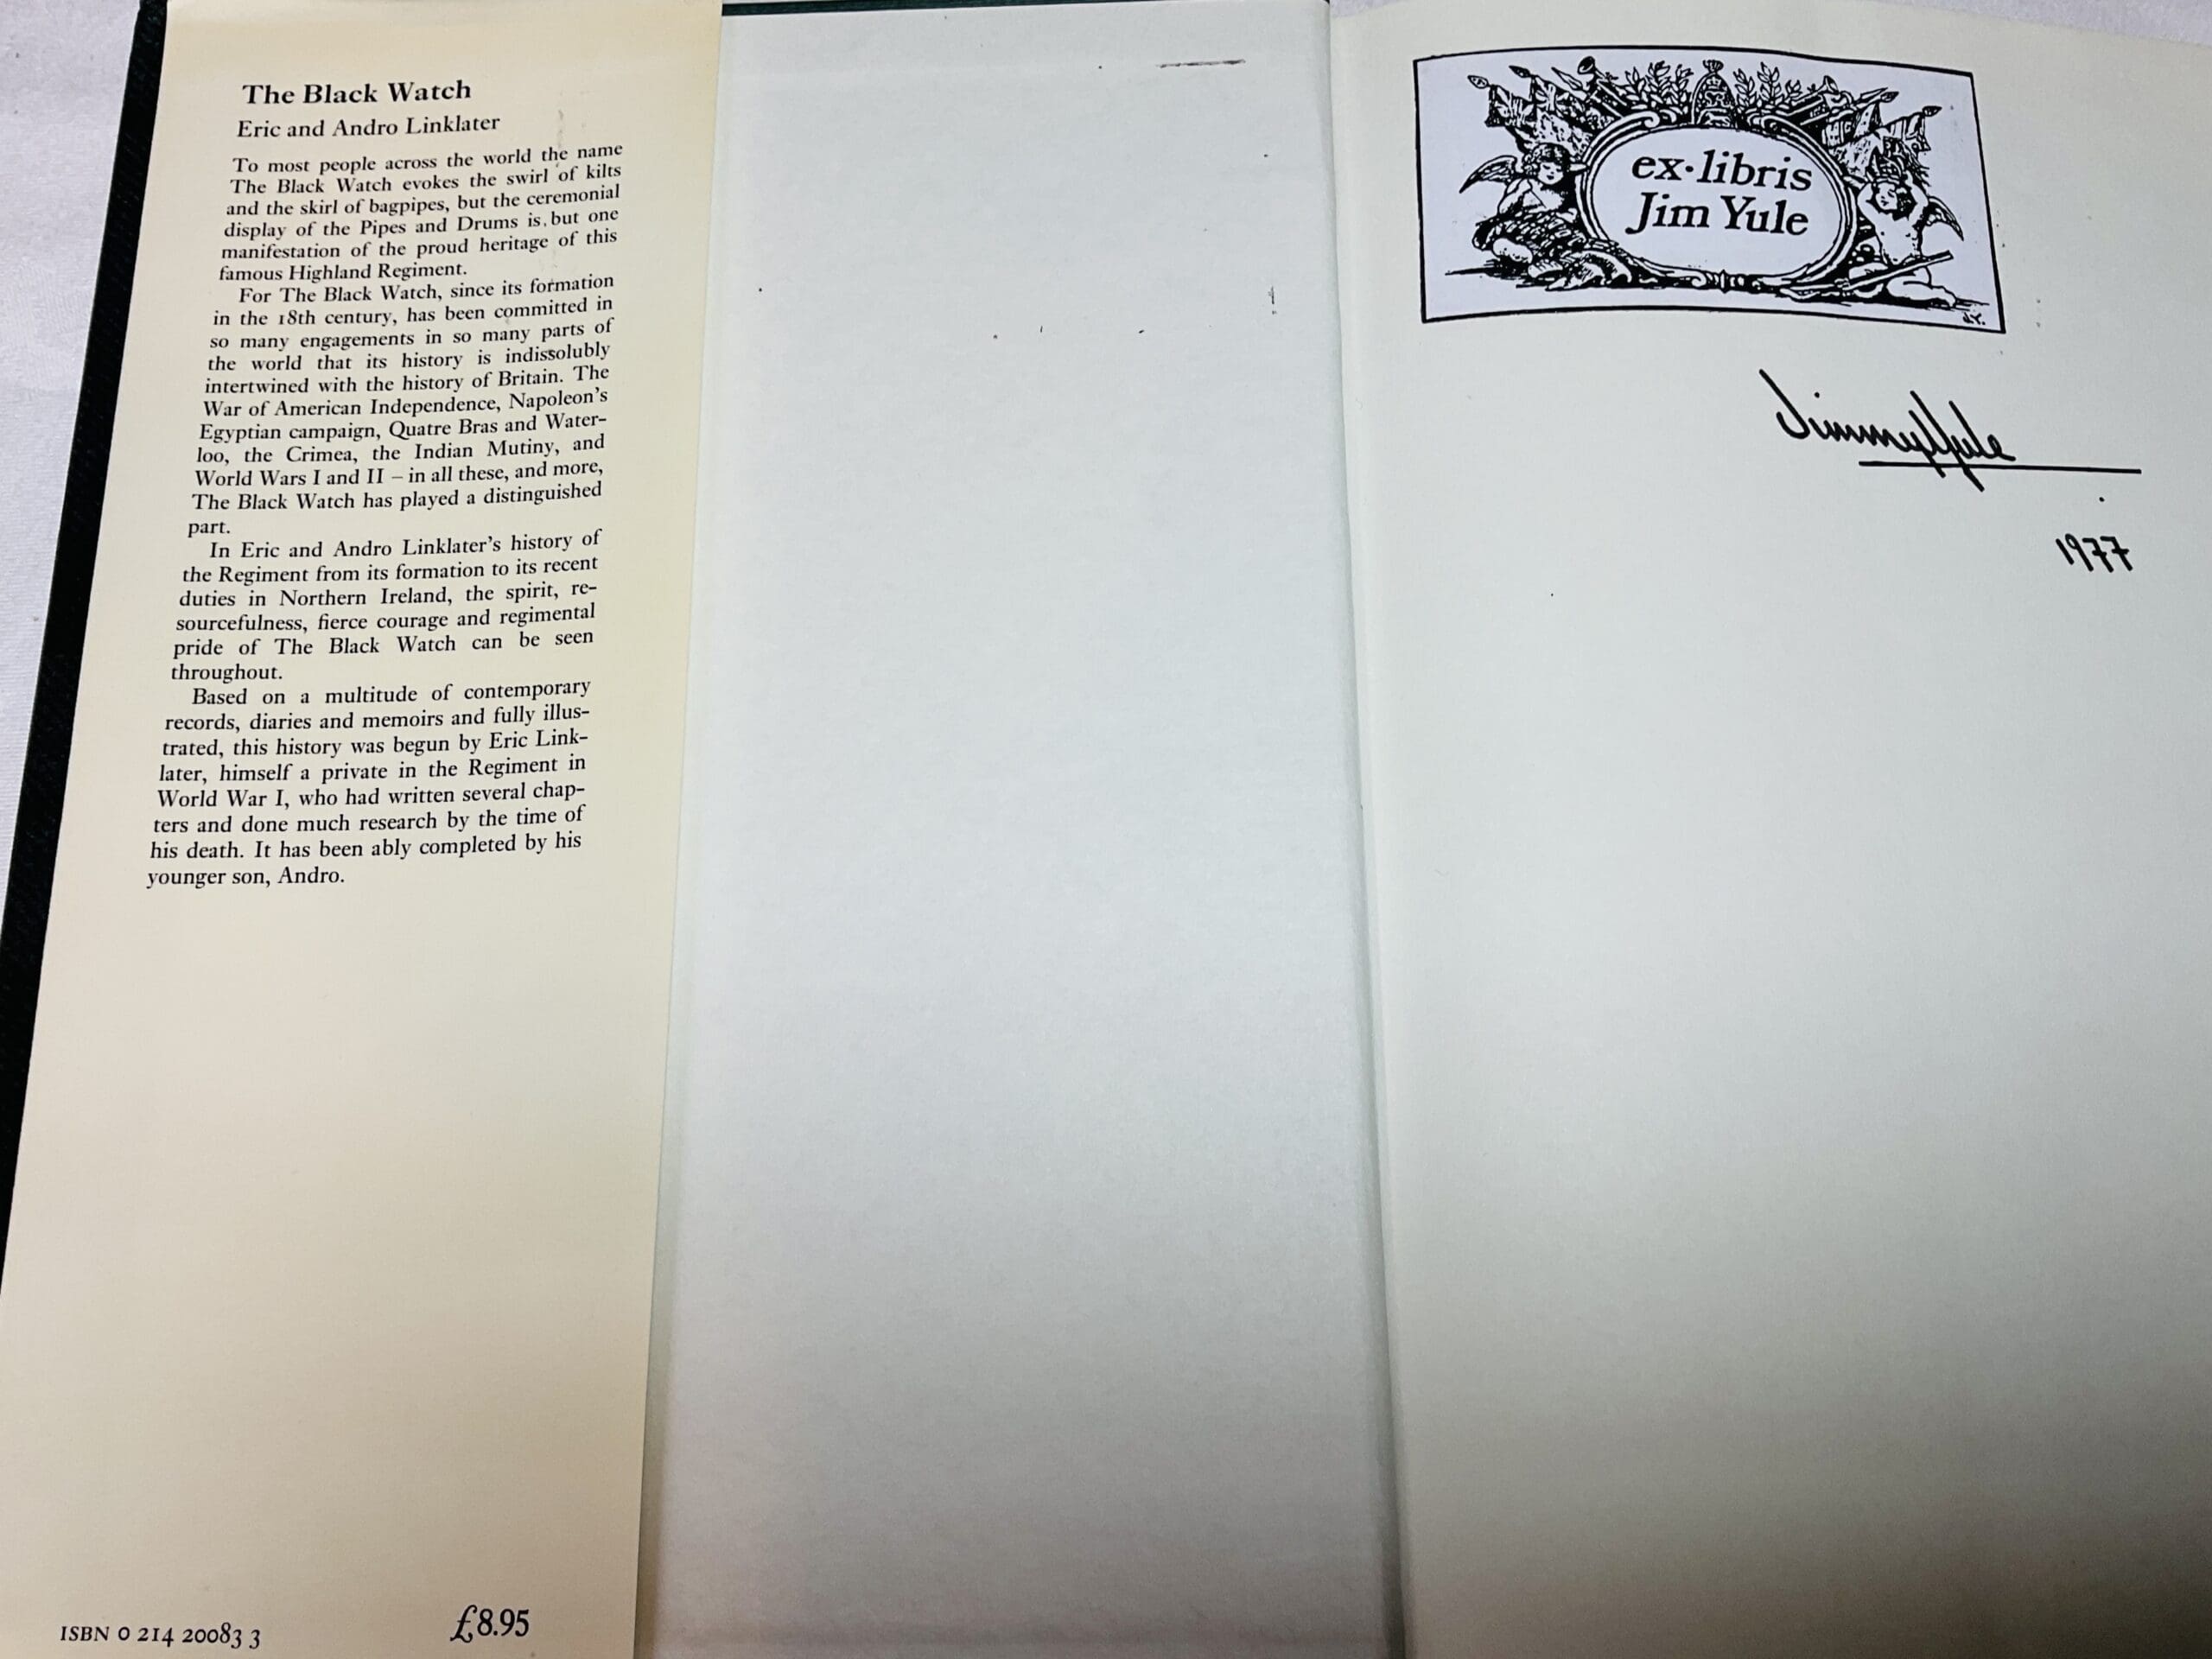 The Black Watch
Eric and Andro Linklater
To most people across the world the name
The Black Watch evokes the swirl of kilts
and the skirl of bagpipes, but the ceremonial
display of the Pipes and Drums is but one
manifestation of the proud heritage of this
famous Highland Regiment.
For The Black Watch, since its formation
in the 18th century, has been committed in
so many engagements in so many parts of
the world that its history is indissolubly
intertwined with the history of Britain. The
War of American Independence, Napoleon's
Egyptian campaign, Quatre Bras and Water-
loo, the Crimea, the Indian Mutiny, and
World Wars I and II – in all these, and more,
The Black Watch has played a distinguished
part.
In Eric and Andro Linklater's history of
the Regiment from its formation to its recent
duties in Northern Ireland, the spirit, re-
sourcefulness, fierce courage and regimental
pride of The Black Watch can be seen
throughout.
Based on a multitude of contemporary
records, diaries and memoirs and fully illus-
trated, this history was begun by Eric Link-
later, himself a private in the Regiment in
World War I, who had written several chap-
ters and done much research by the time of
his death. It has been ably completed by his
younger son, Andro.
ISBN 0 214 20083 3
£8.95
ex·libris
Jim Yule
J.Y.
Jimmy Yule
1977